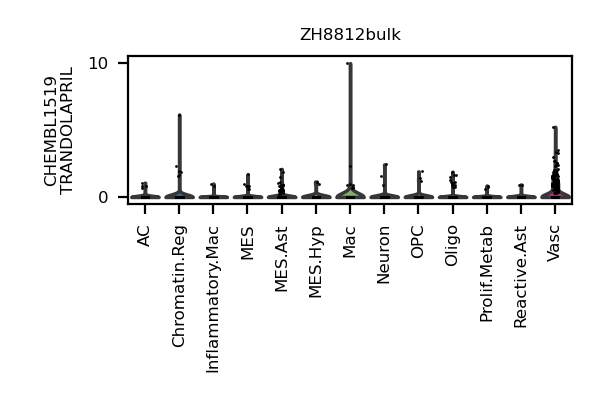 ZH8812bulk
CHEMBL1519
TRANDOLAPRIL
10
0
AC
Chromatin.Reg
Inflammatory.Mac
MES
MES.Ast
MES.Hyp
Mac
Neuron
OPC
Oligo
Prolif.Metab
Reactive.Ast
Vasc